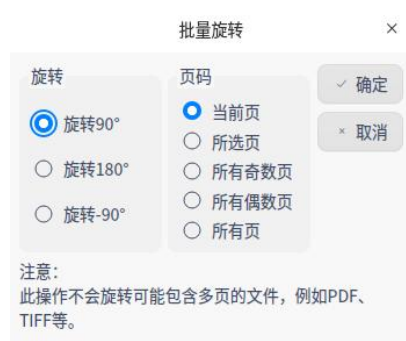 批量旋转
旋转
旋转90°
旋转180°
旋转-90°
页码
当前页
所选页
所有奇数页
所有偶数页
所有页
确定
取消
注意：
此操作不会旋转可能包含多页的文件，例如PDF、
TIFF等。